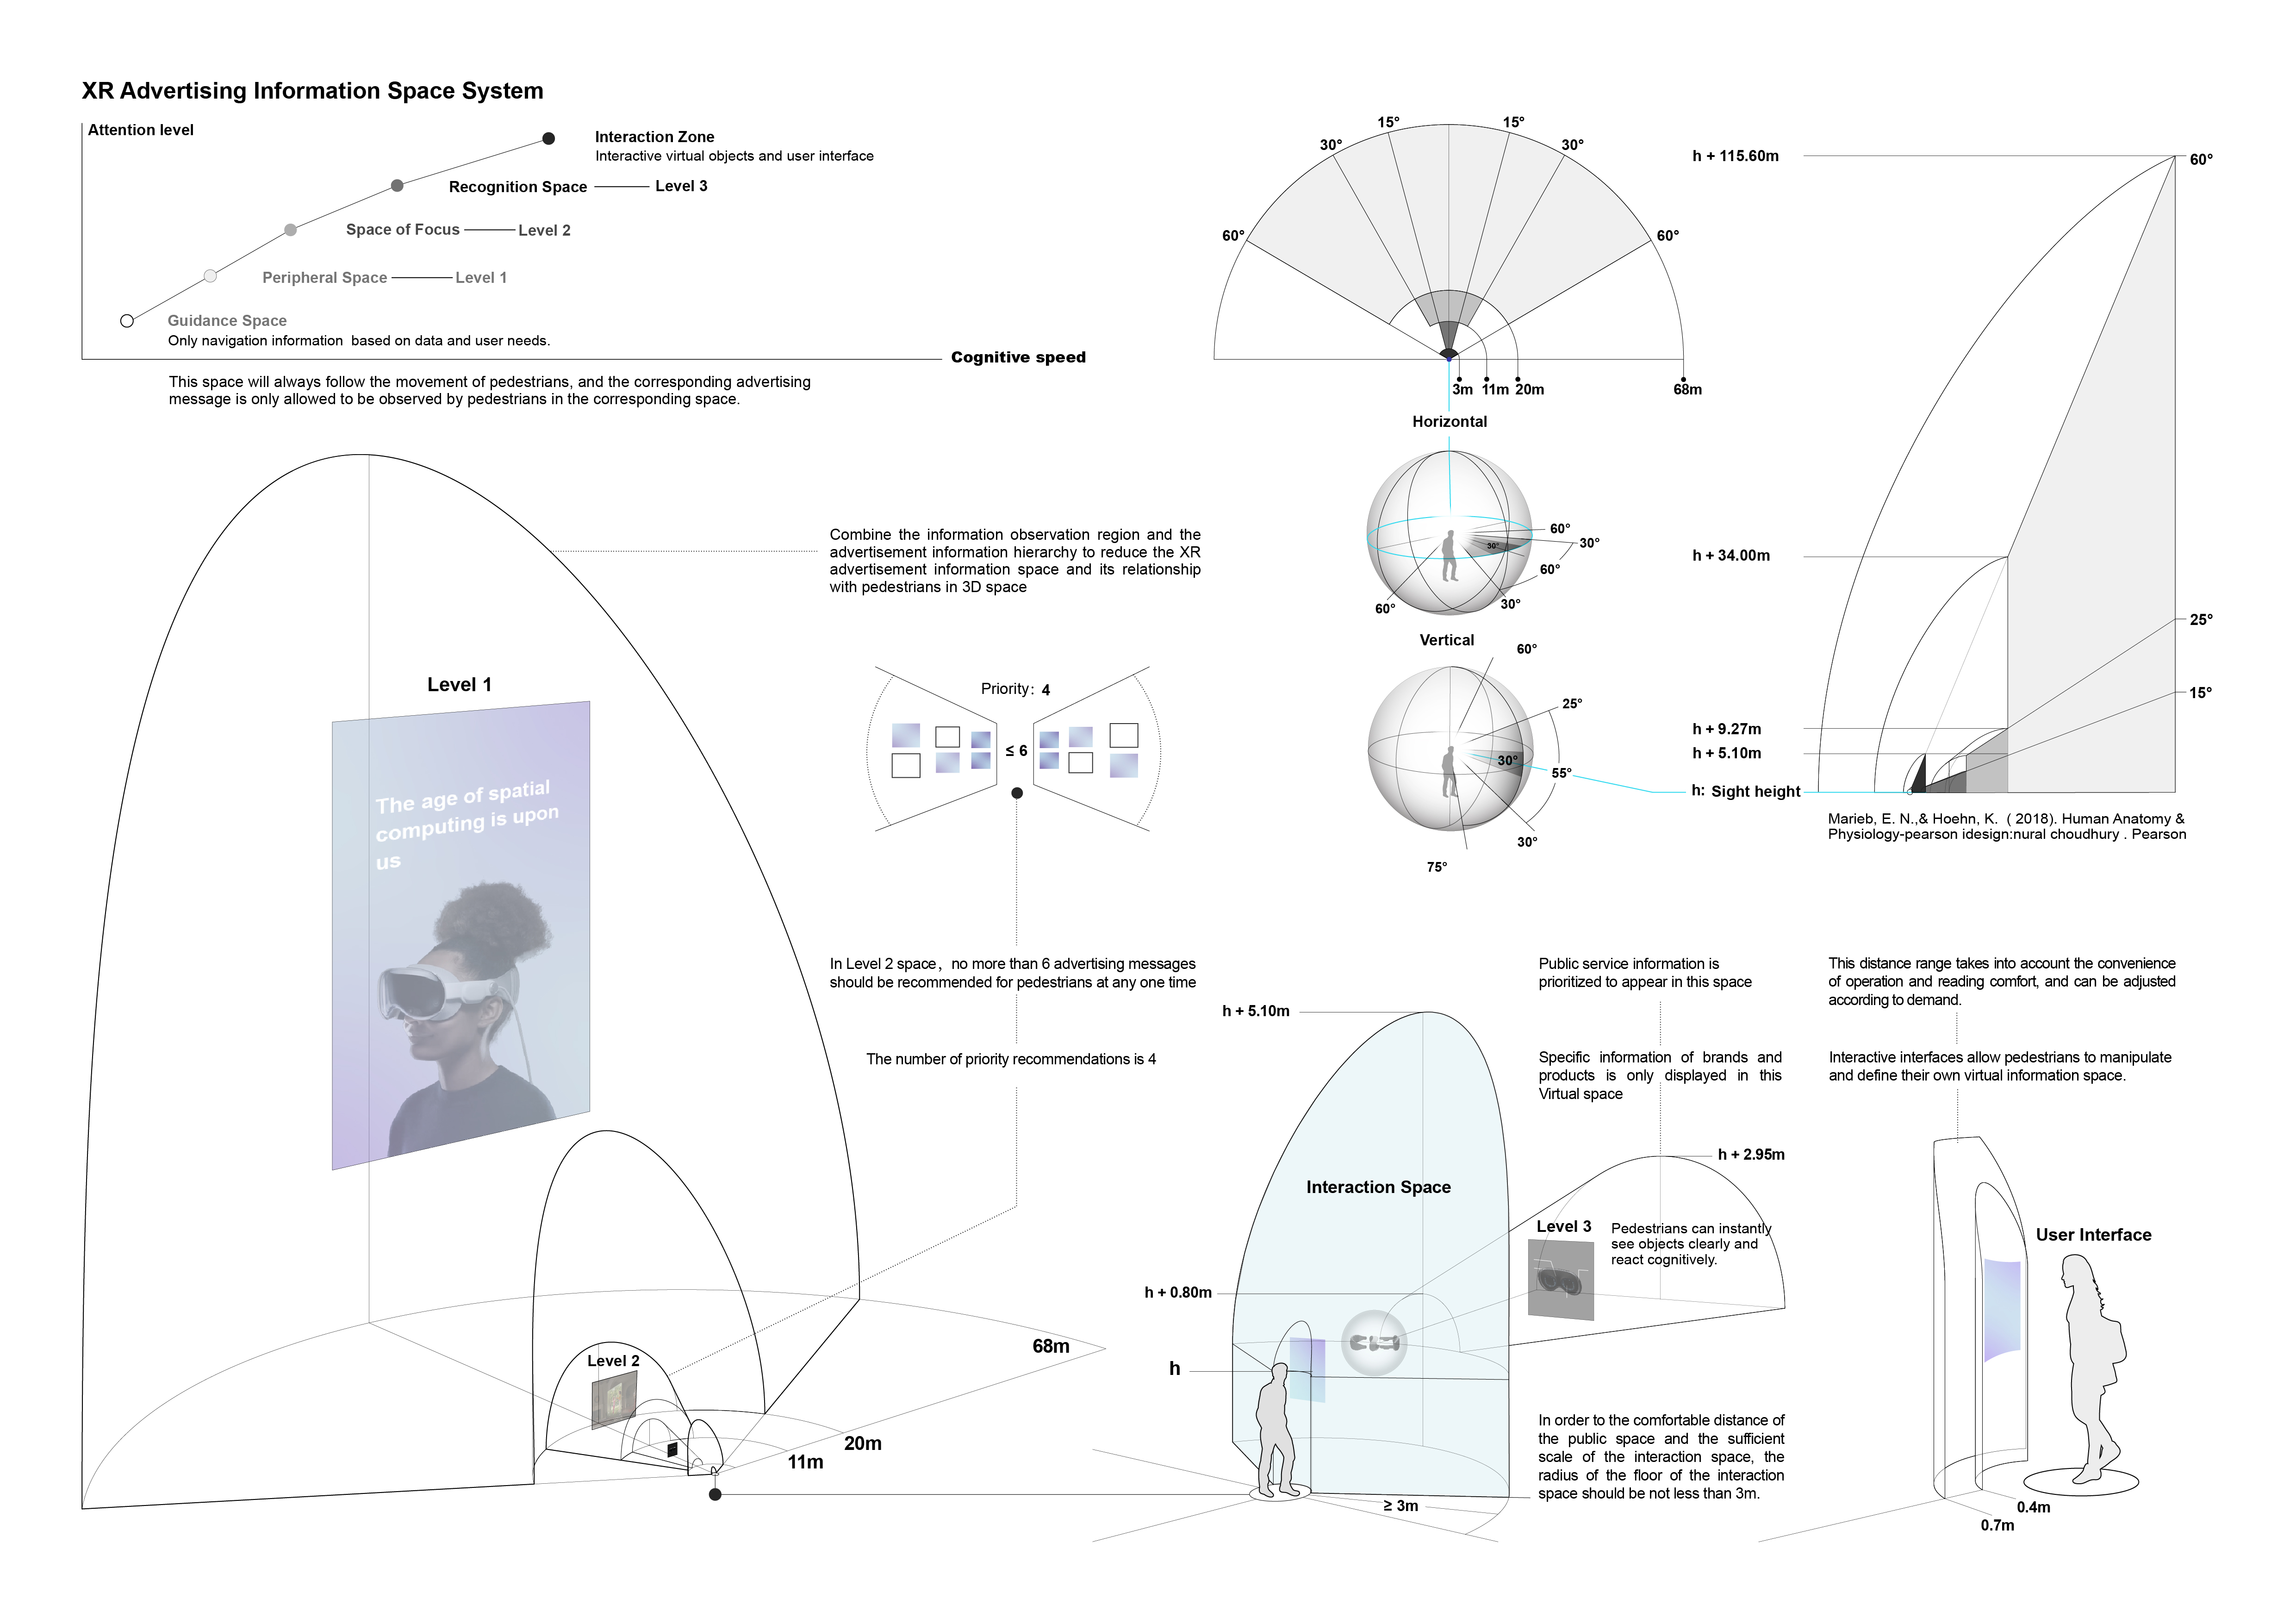 XR Advertising Information Space System
Attention level
Interaction Zone
Interactive virtual objects and user interface
Recognition Space
Level 3
Space of Focus
Level 2
Peripheral Space
Level 1
Guidance Space
Only navigation information based on data and user needs.
Cognitive speed
This space will always follow the movement of pedestrians, and the corresponding advertising
message is only allowed to be observed by pedestrians in the corresponding space.
15°
15°
30°
30°
60°
60°
3m
11m
20m
68m
Horizontal
60°
30°
30°
60°
30°
60°
Vertical
60°
25°
30°
55°
30°
75°
h + 115.60m
60°
h + 34.00m
25°
15°
h + 9.27m
h + 5.10m
h: Sight height
Marieb, E. N.,& Hoehn, K. ( 2018). Human Anatomy &
Physiology-pearson idesign:nural choudhury . Pearson
Combine the information observation region and the
advertisement information hierarchy to reduce the XR
advertisement information space and its relationship
with pedestrians in 3D space
Level 1
The age of spatial
computing is upon
us
Priority: 4
≤ 6
In Level 2 space, no more than 6 advertising messages
should be recommended for pedestrians at any one time
The number of priority recommendations is 4
Level 2
68m
20m
11m
h + 5.10m
Interaction Space
h + 0.80m
h
≥ 3m
Public service information is
prioritized to appear in this space
Specific information of brands and
products is only displayed in this
Virtual space
h + 2.95m
Level 3
Pedestrians can instantly
see objects clearly and
react cognitively.
In order to the comfortable distance of
the public space and the sufficient
scale of the interaction space, the
radius of the floor of the interaction
space should be not less than 3m.
This distance range takes into account the convenience
of operation and reading comfort, and can be adjusted
according to demand.
Interactive interfaces allow pedestrians to manipulate
and define their own virtual information space.
User Interface
0.4m
0.7m